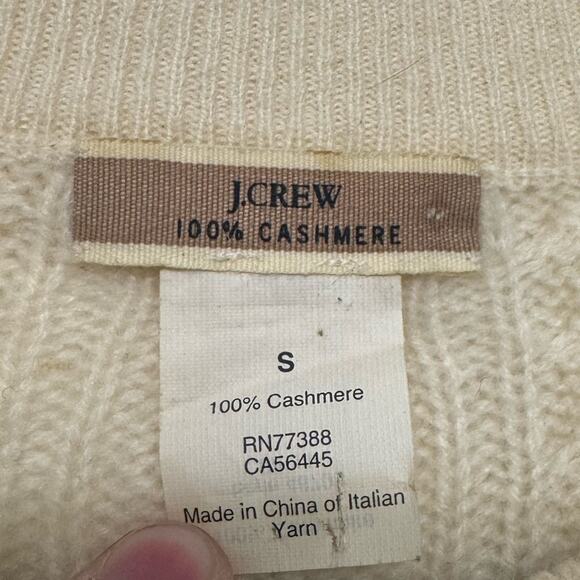 J.CREW
100% CASHMERE
S
100% Cashmere
RN77388
CA56445
Made in China of Italian
Yarn